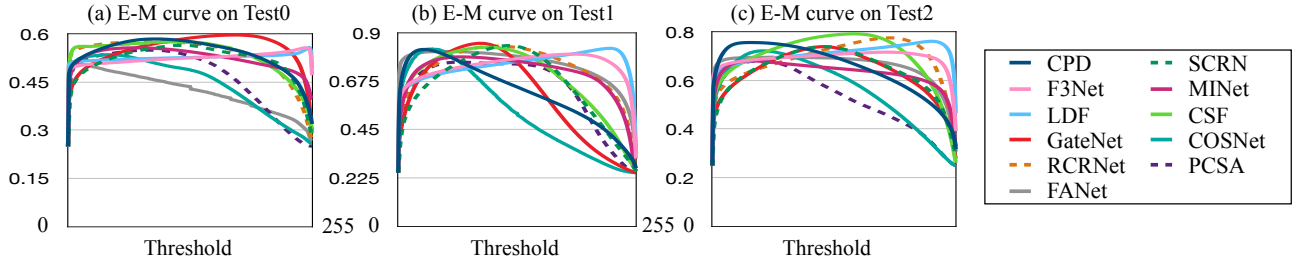 (a) E-M curve on Test0
(b) E-M curve on Test1
(c) E-M curve on Test2
0.6
0.45
0.3
0.15
0
0.9
0.675
0.45
0.225
255 0
0.8
0.6
0.4
0.2
255 0
Threshold
Threshold
Threshold
CPD
F3Net
LDF
GateNet
RCRNet
FANet
SCRN
MINet
CSF
COSNet
PCSA